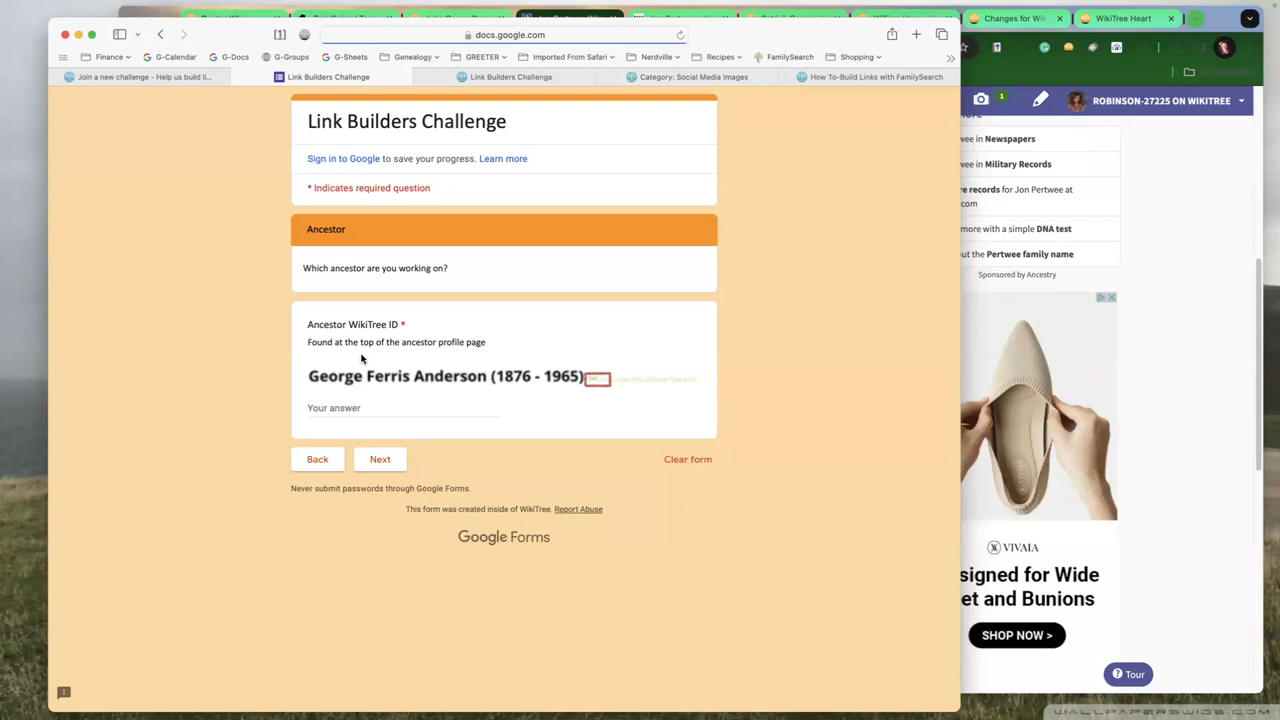 Changes for Wi
WikiTree Heart
docs.google.com
Finance
G-Calendar
G-Docs
G-Groups
G-Sheets
Genealogy
GREETER
Imported From Safari
Nerdville
Recipes
FamilySearch
Shopping
Join a new challenge - Help us build li...
Link Builders Challenge
Link Builders Challenge
Category: Social Media Images
How To-Build Links with FamilySearch
1
ROBINSON-27225 ON WIKITREE
Link Builders Challenge
Sign in to Google to save your progress. Learn more
* Indicates required question
Ancestor
Which ancestor are you working on?
Ancestor WikiTree ID *
Found at the top of the ancestor profile page
George Ferris Anderson (1876 - 1965)
Your answer
Back
Next
Clear form
Never submit passwords through Google Forms.
This form was created inside of WikiTree. Report Abuse
Google Forms
wee in Newspapers
wee in Military Records
re records for Jon Pertwee at
com
more with a simple DNA test
out the Pertwee family name
Sponsored by Ancestry
VIVAIA
signed for Wide
et and Bunions
SHOP NOW >
Tour
WALLPAPERSWIDE.COM